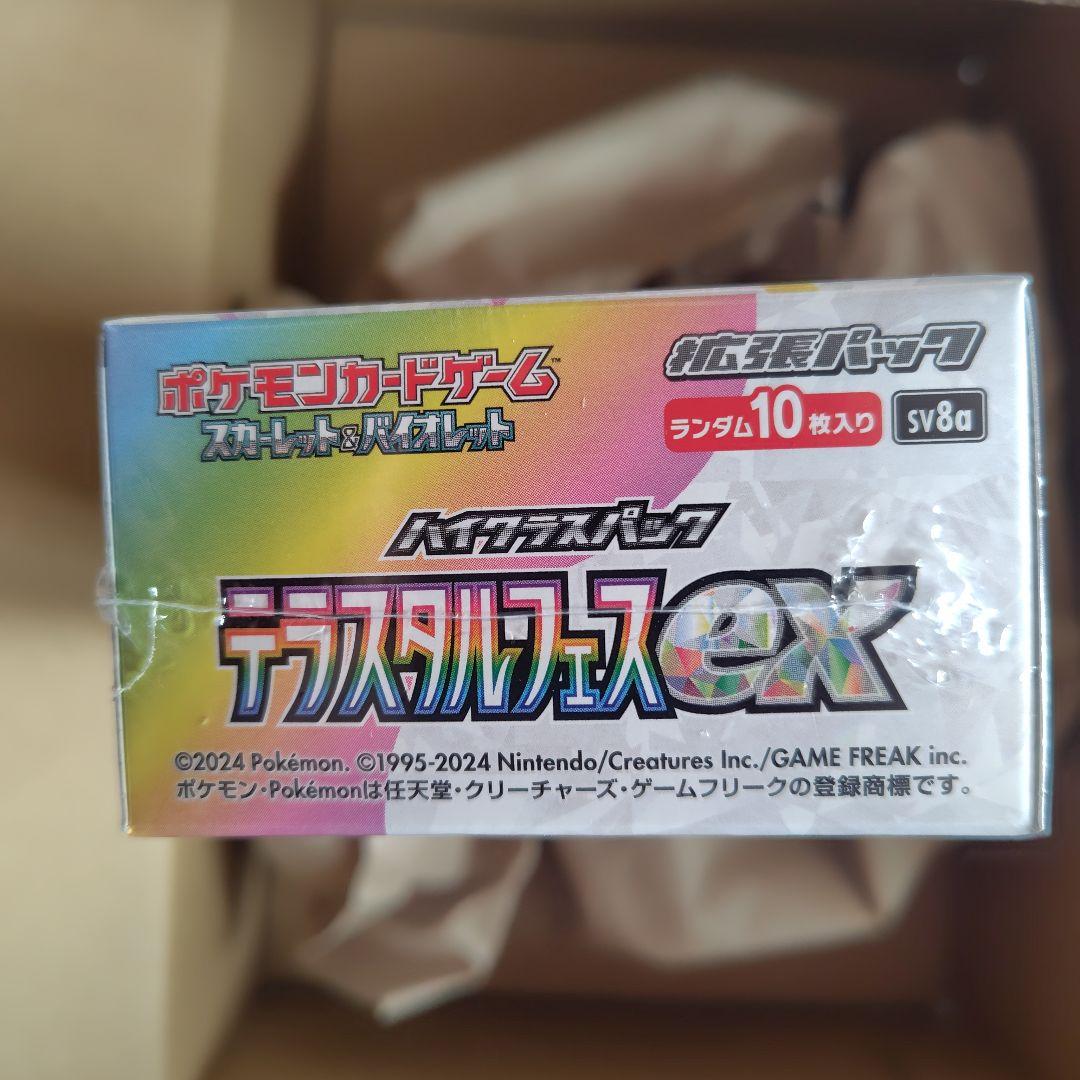 ポケモンカードゲーム™
スカーレット&バイオレット
拡張パック
ランダム10枚入り
sv8a
ハイクラスパック
テラスタルフェスex
©2024 Pokémon. ©1995-2024 Nintendo/Creatures Inc./GAME FREAK inc.
ポケモン・Pokémonは任天堂・クリーチャーズ・ゲームフリークの登録商標です。